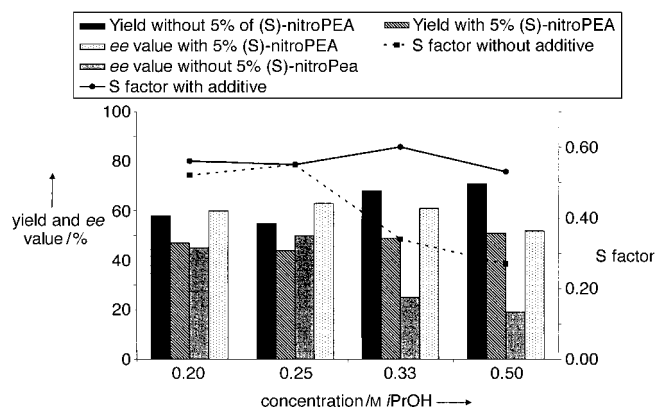 Yield without 5% of (S)-nitroPEA
Yield with 5% (S)-nitroPEA
ee value with 5% (S)-nitroPEA
S factor without additive
ee value without 5% (S)-nitroPea
S factor with additive
100
80
60
40
20
0
yield and ee
value/%
0.60
0.40
0.20
0.00
S factor
0.20
0.25
0.33
0.50
concentration/M iPrOH